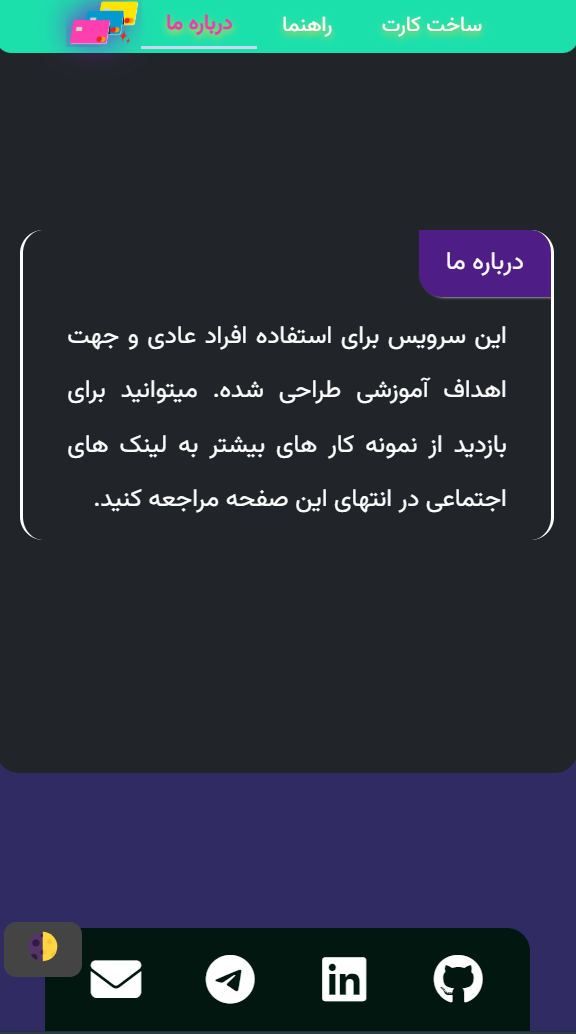 ساخت کارت
راهنما
درباره ما
درباره ما
این سرویس برای استفاده افراد عادی و جهت
اهداف آموزشی طراحی شده. میتوانید برای
بازدید از نمونه کار های بیشتر به لینک های
اجتماعی در انتهای این صفحه مراجعه کنید.
in